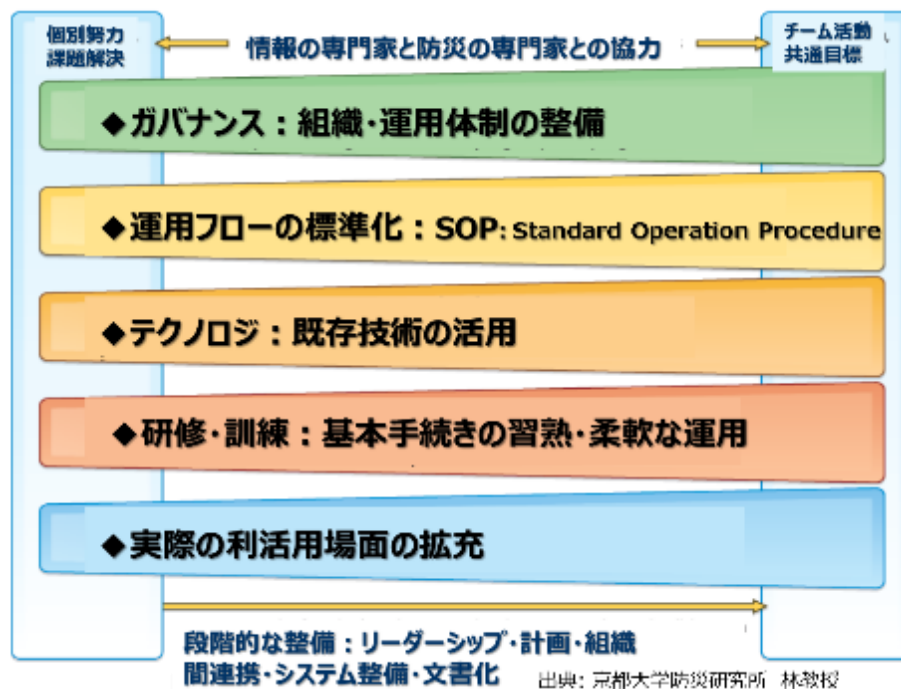 個別努力
課題解決
情報の専門家と防災の専門家との協力
チーム活動
共通目標
◆ガバナンス：組織・運用体制の整備
◆運用フローの標準化：SOP: Standard Operation Procedure
◆テクノロジ：既存技術の活用
◆研修・訓練：基本手続きの習熟・柔軟な運用
◆実際の利活用場面の拡充
段階的な整備：リーダーシップ・計画・組織
間連携・システム整備・文書化
出典: 京都大学防災研究所 林教授